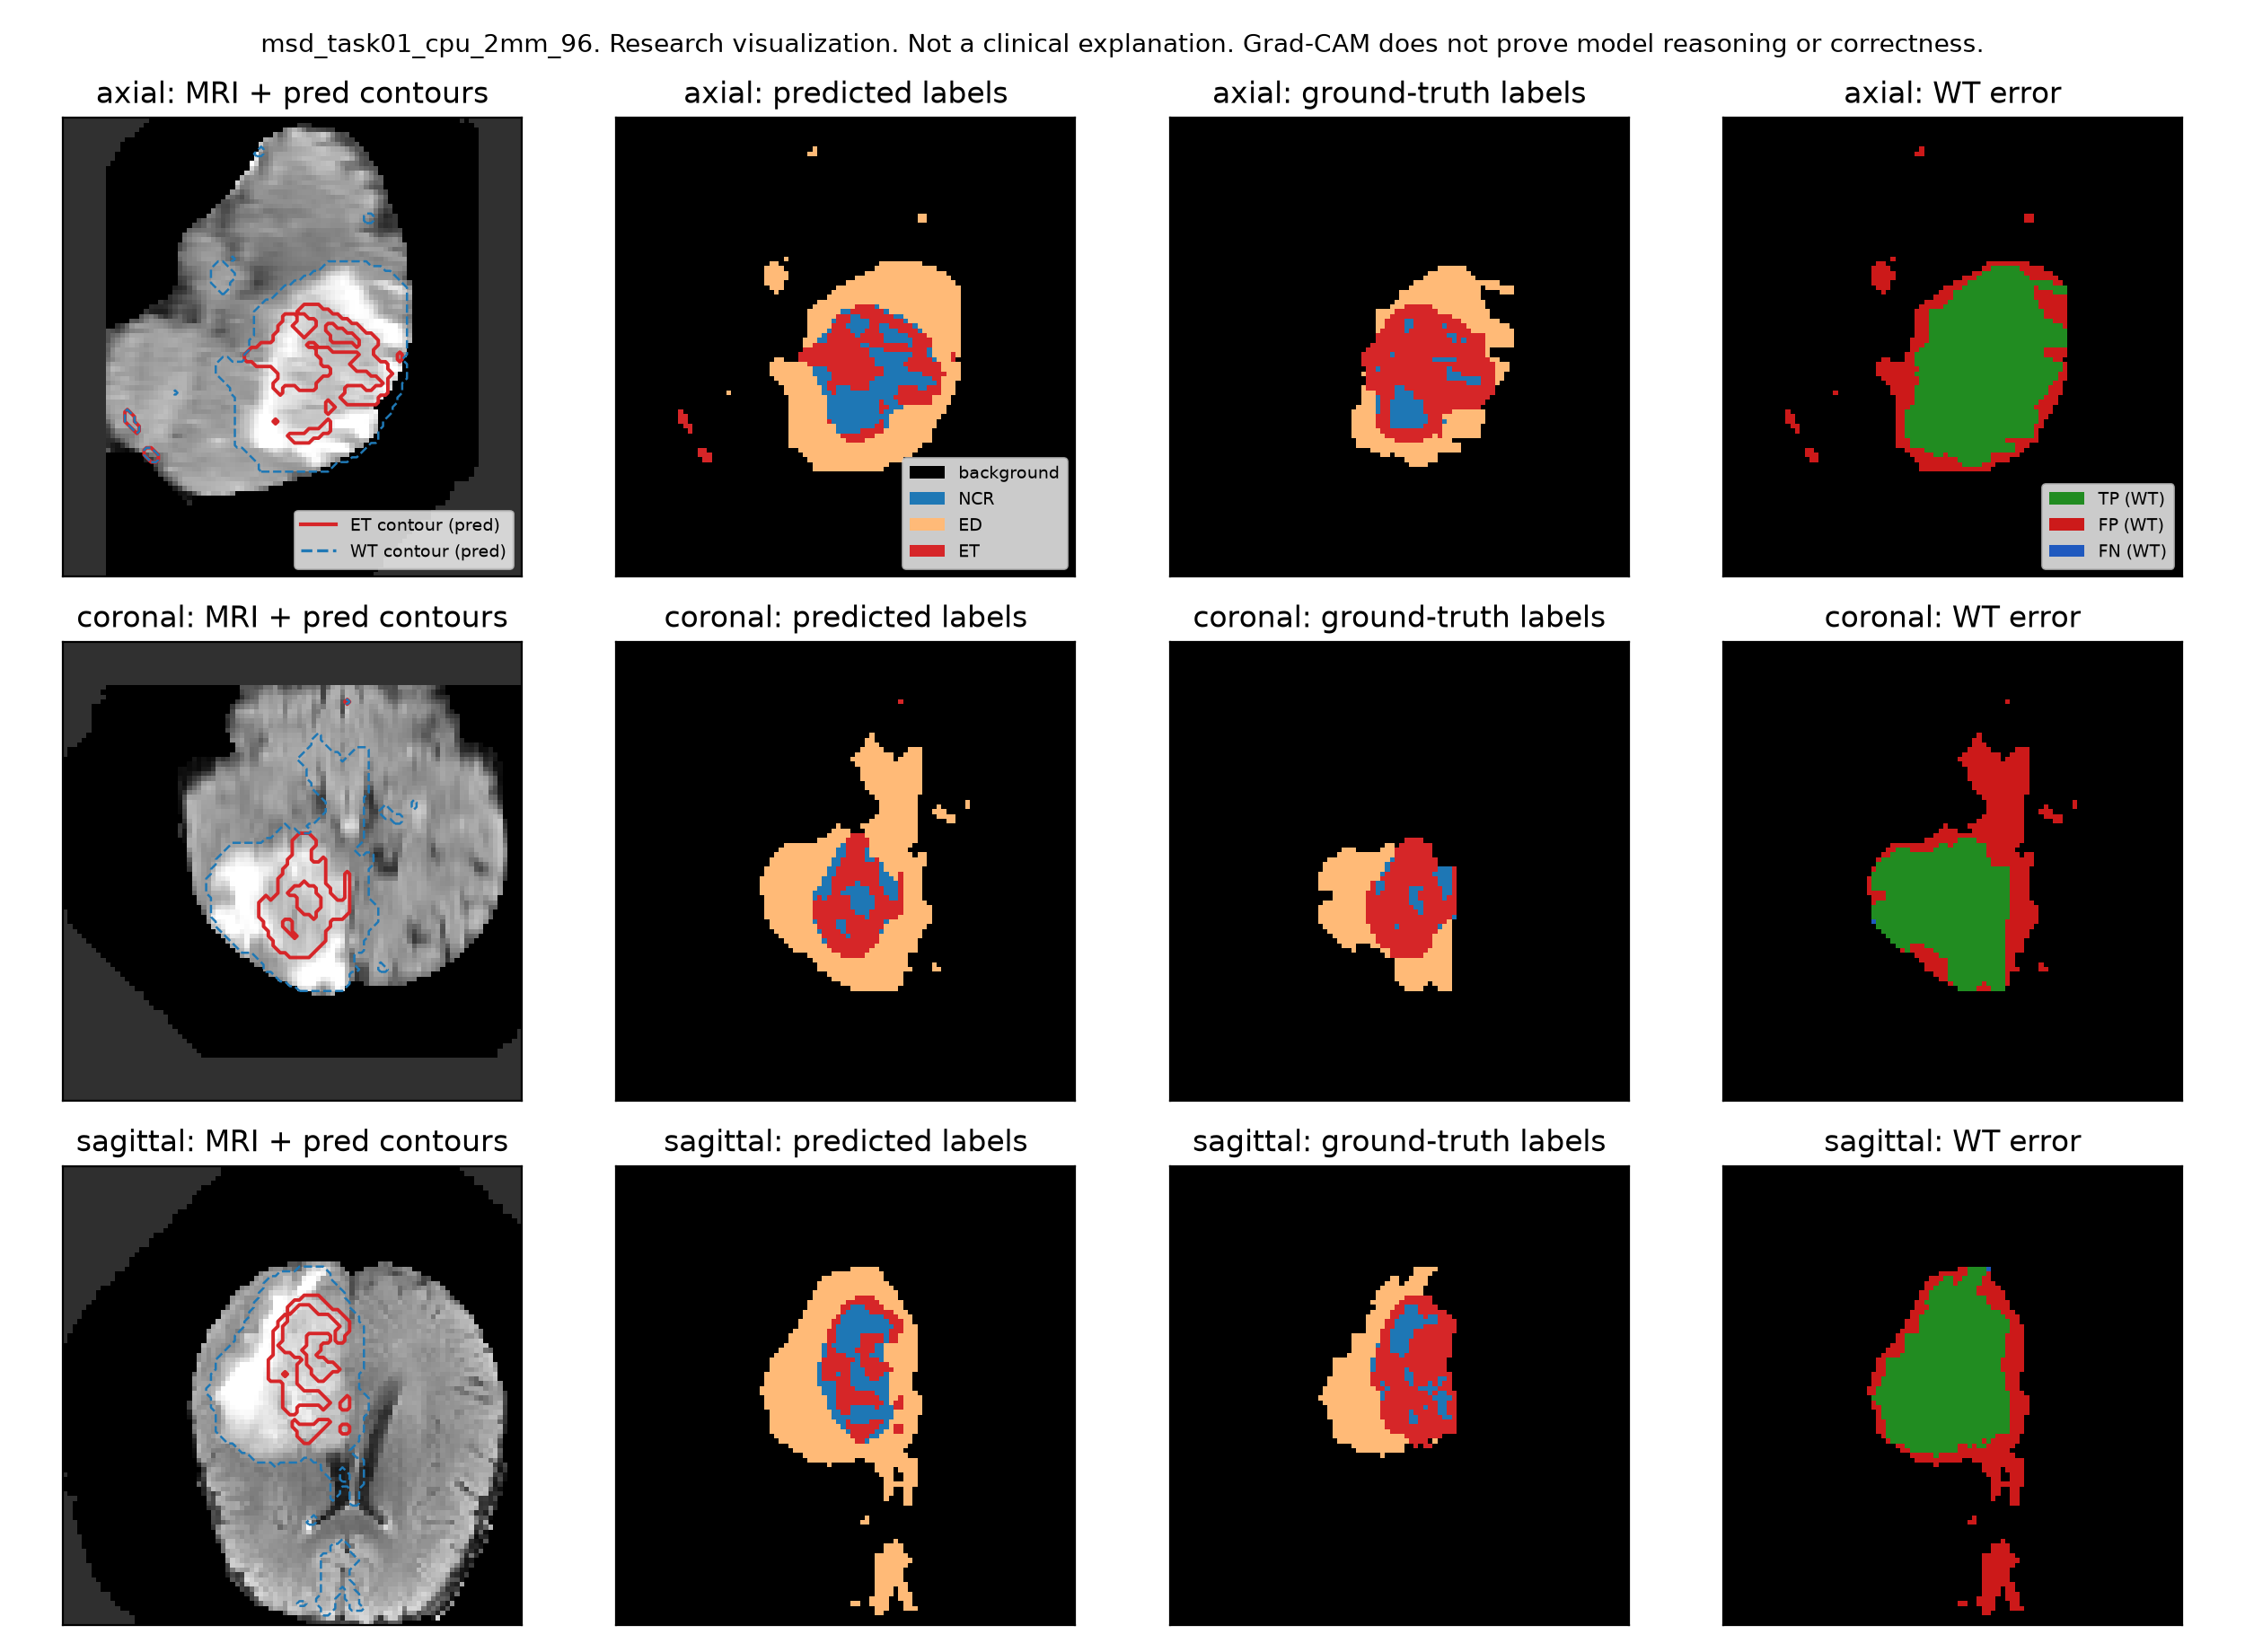 msd_task01_cpu_2mm_96. Research visualization. Not a clinical explanation. Grad-CAM does not prove model reasoning or correctness.
axial: MRI + pred contours
axial: predicted labels
axial: ground-truth labels
axial: WT error
ET contour (pred)
WT contour (pred)
background
NCR
ED
ET
TP (WT)
FP (WT)
FN (WT)
coronal: MRI + pred contours
coronal: predicted labels
coronal: ground-truth labels
coronal: WT error
sagittal: MRI + pred contours
sagittal: predicted labels
sagittal: ground-truth labels
sagittal: WT error